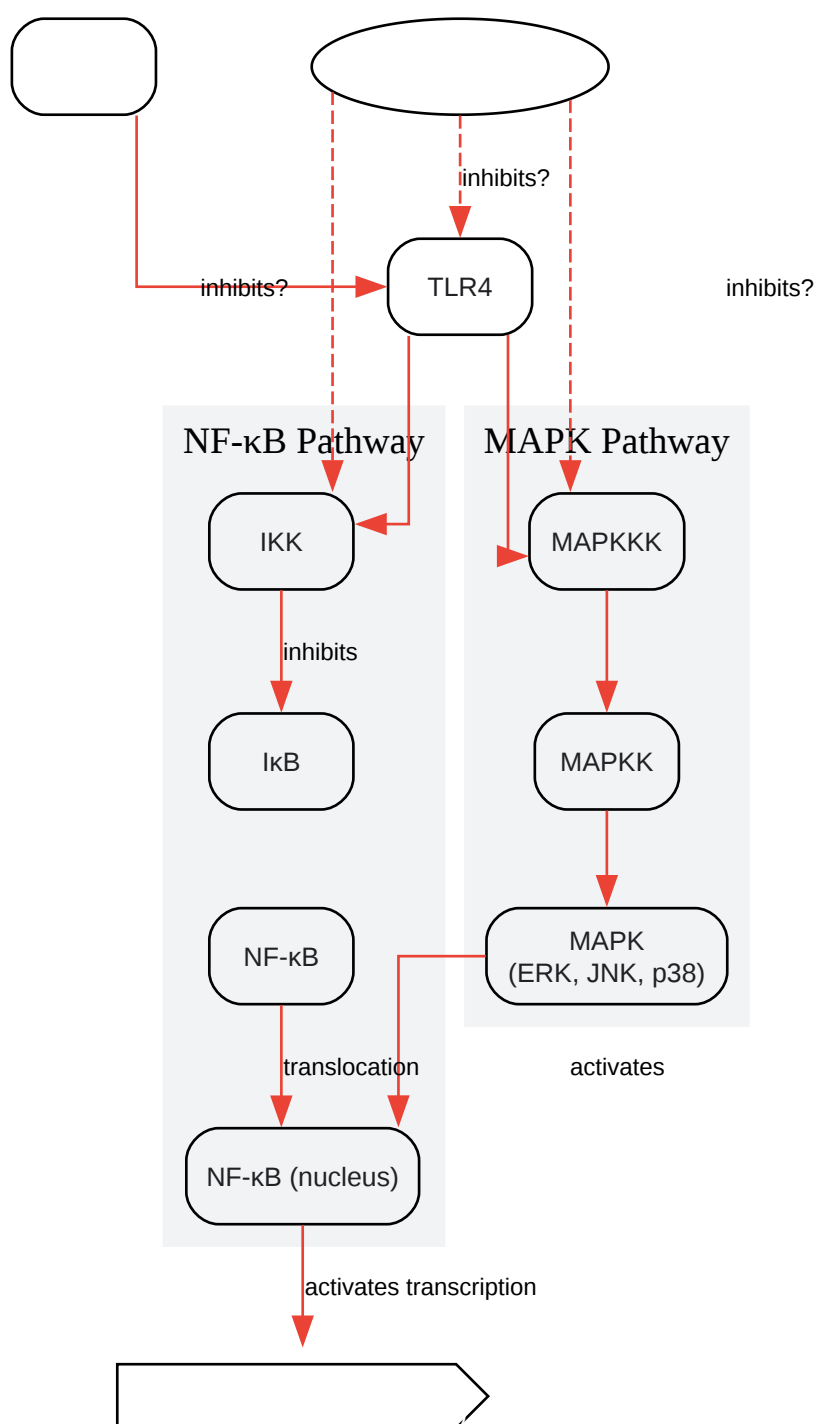 inhibits?
inhibits?
TLR4
inhibits?
NF-κB Pathway
MAPK Pathway
IKK
MAPKKK
inhibits
IκB
MAPKK
NF-κB
MAPK
(ERK, JNK, p38)
translocation
activates
NF-κB (nucleus)
activates transcription